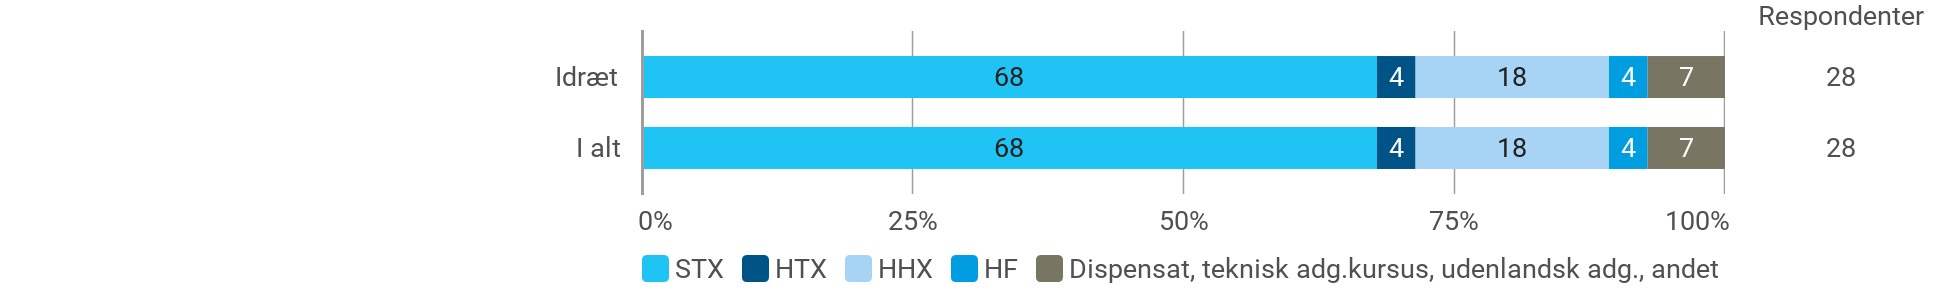 Respondenter
Idræt 68 4 18 4 7 28
I alt 68 4 18 4 7 28
0% 25% 50% 75% 100%
STX HTX HHX HF Dispensat, teknisk adg.kursus, udenlandsk adg., andet